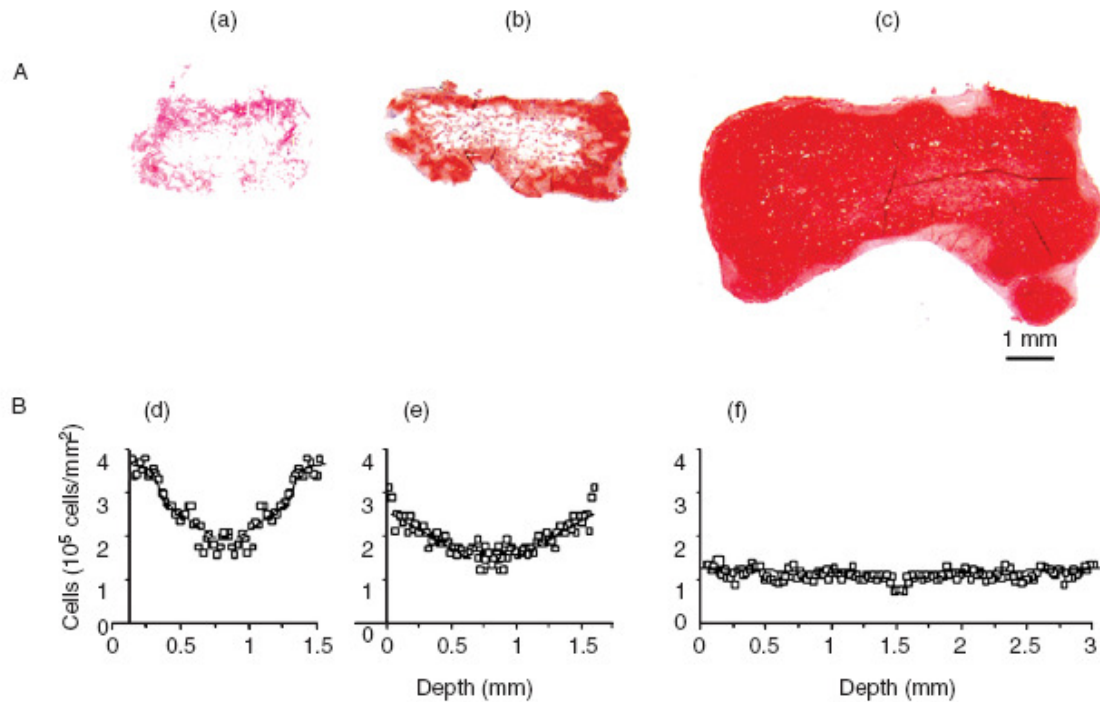 (a) (b) (c)
A
1 mm
B (d) (e) (f)
Cells (10⁵ cells/mm²)
4 4 4
3 3 3
2 2 2
1 1 1
0 0 0
0 0.5 1 1.5 0 0.5 1 1.5 0 0.5 1 1.5 2 2.5 3
Depth (mm) Depth (mm)